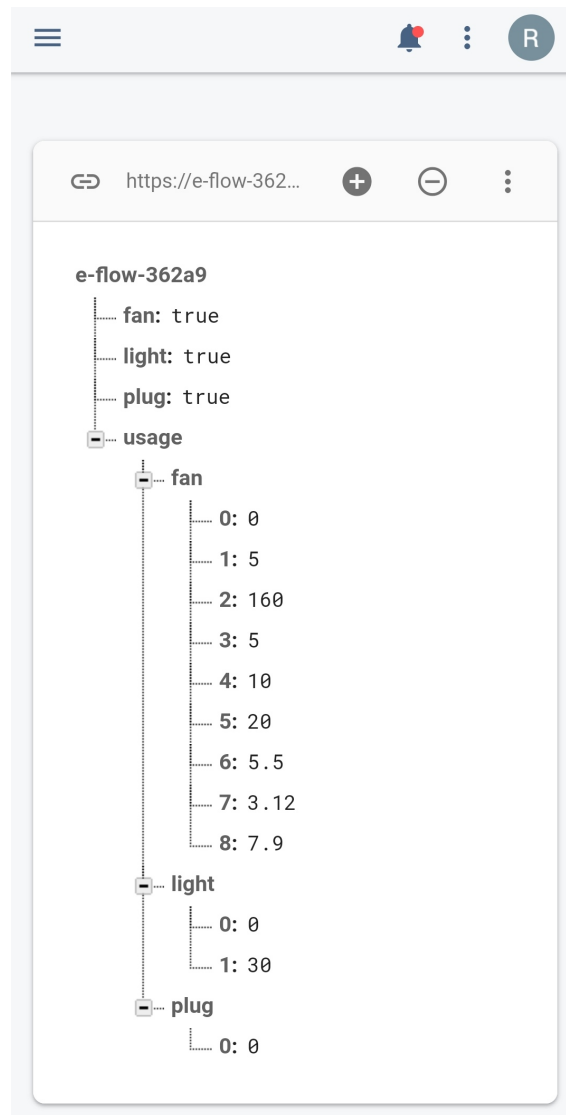 R
https://e-flow-362...
e-flow-362a9
fan: true
light: true
plug: true
usage
fan
0: 0
1: 5
2: 160
3: 5
4: 10
5: 20
6: 5.5
7: 3.12
8: 7.9
light
0: 0
1: 30
plug
0: 0